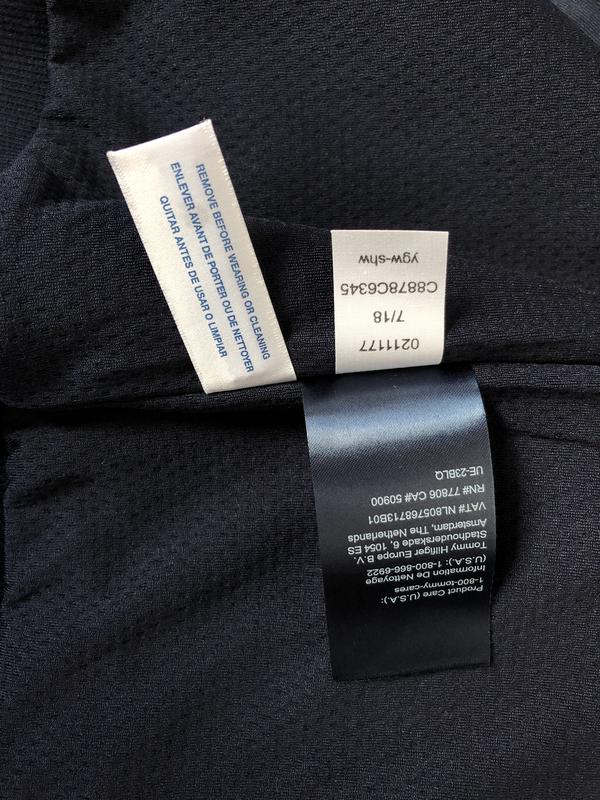 REMOVE BEFORE WEARING OR CLEANING
ENLEVER AVANT DE PORTER OU DE NETTOYER
QUITAR ANTES DE USAR O LIMPIAR
0211177
7/18
C8878C6345
ygw-shw
Product Care (U.S.A.):
1-800-tommy-cares
Information De Nettoyage
(U.S.A.): 1-800-866-6922
Tommy Hilfiger Europe B.V.
Stadhouderskade 6, 1054 ES
Amsterdam, The Netherlands
VAT# NL805768713B01
RN# 77806 CA# 50900
UE-23BLQ